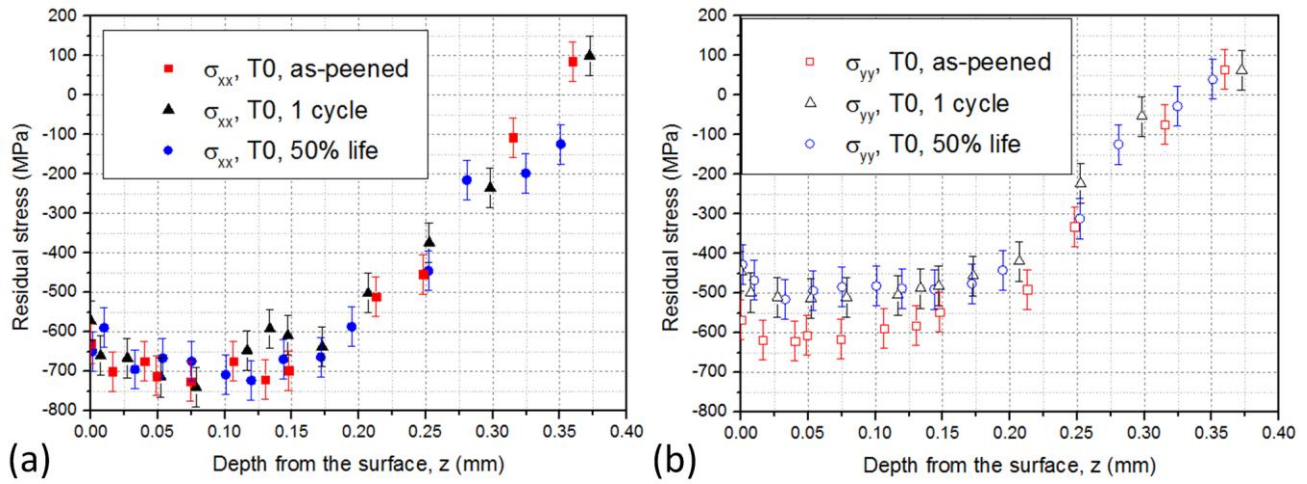 200
100
0
-100
-200
-300
-400
-500
-600
-700
-800
Residual stress (MPa)
σxx, T0, as-peened
σxx, T0, 1 cycle
σxx, T0, 50% life
0.00 0.05 0.10 0.15 0.20 0.25 0.30 0.35 0.40
Depth from the surface, z (mm)
(a)
200
100
0
-100
-200
-300
-400
-500
-600
-700
-800
Residual stress (MPa)
σyy, T0, as-peened
σyy, T0, 1 cycle
σyy, T0, 50% life
0.00 0.05 0.10 0.15 0.20 0.25 0.30 0.35 0.40
Depth from the surface, z (mm)
(b)